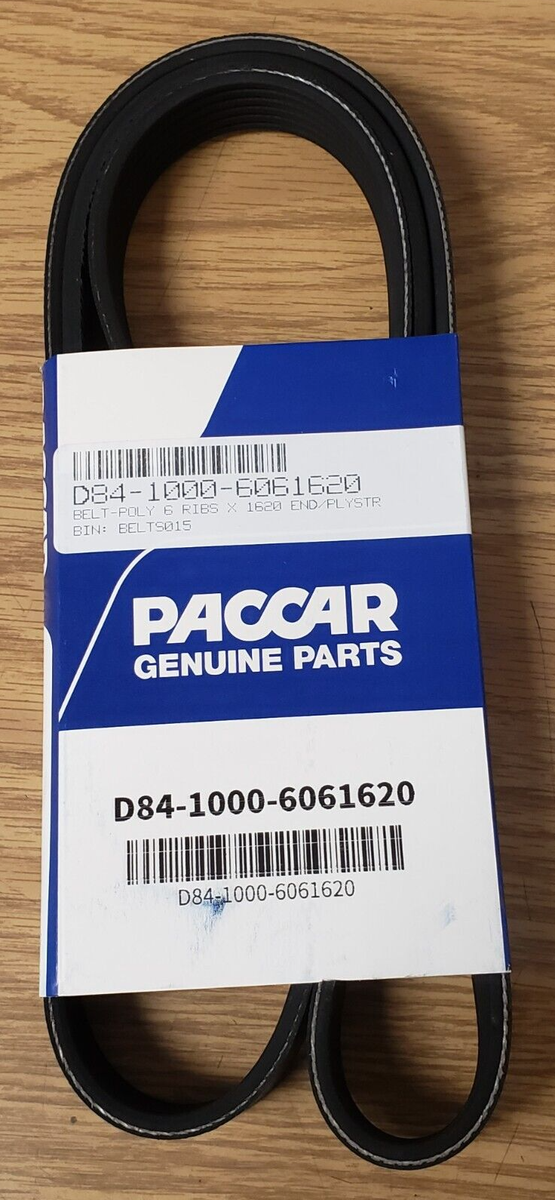 D84-1000-6061620
BELT-POLY 6 RIBS X 1620 END/PLYSTR
BIN: BELTS015
PACCAR
GENUINE PARTS
D84-1000-6061620
D84-1000-6061620